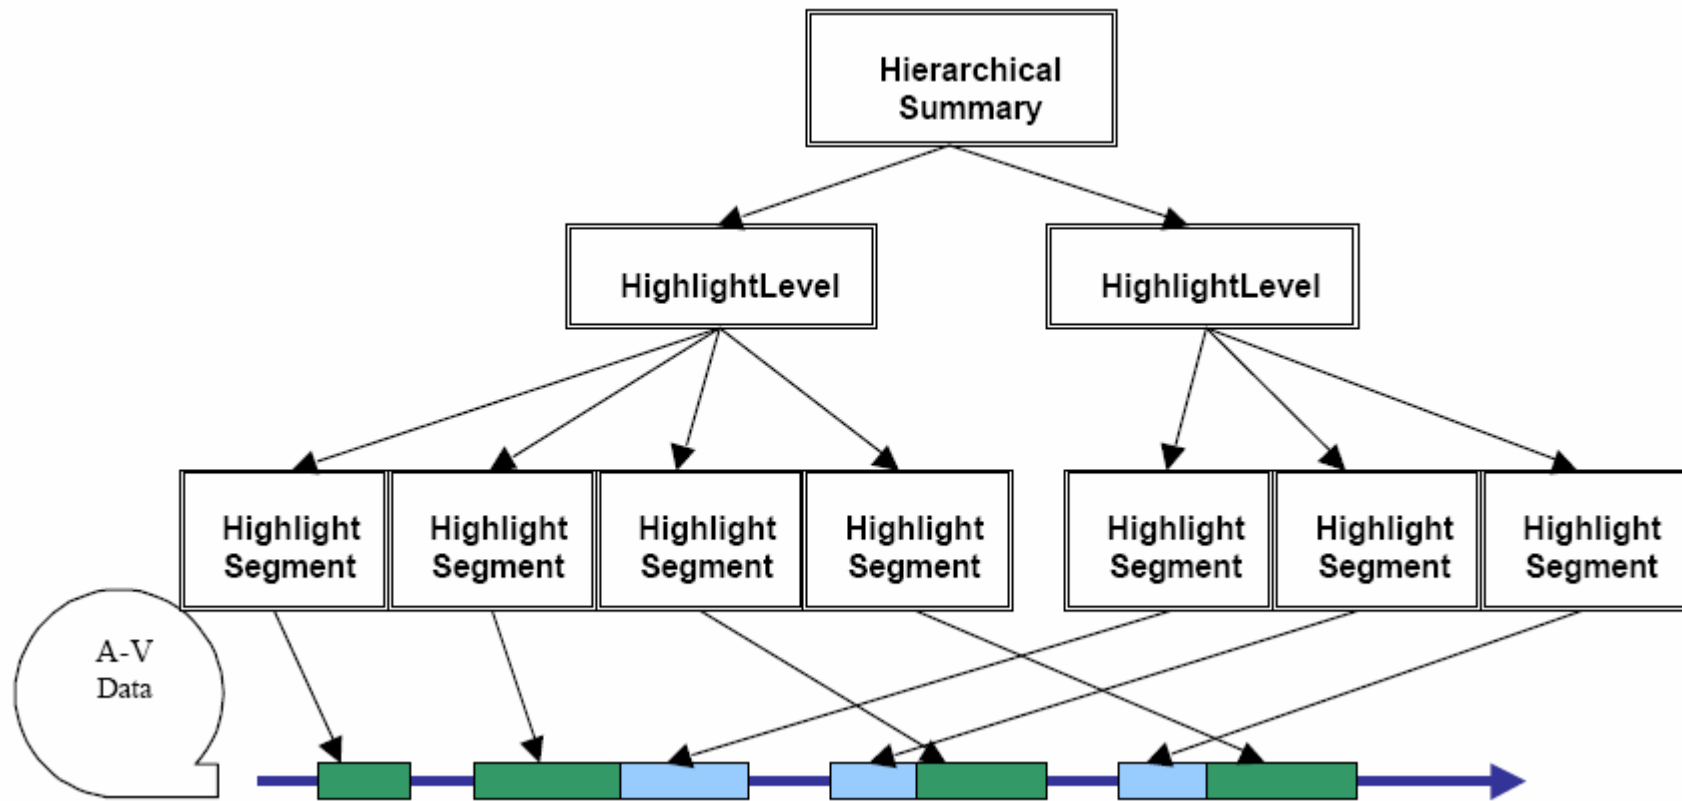 Hierarchical
Summary
HighlightLevel
HighlightLevel
Highlight
Segment
Highlight
Segment
Highlight
Segment
Highlight
Segment
Highlight
Segment
Highlight
Segment
Highlight
Segment
A-V
Data